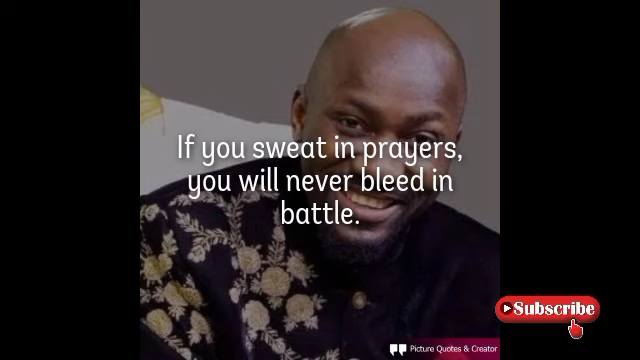 If you sweat in prayers,
you will never bleed in
battle.
Subscribe
Picture Quotes & Creator